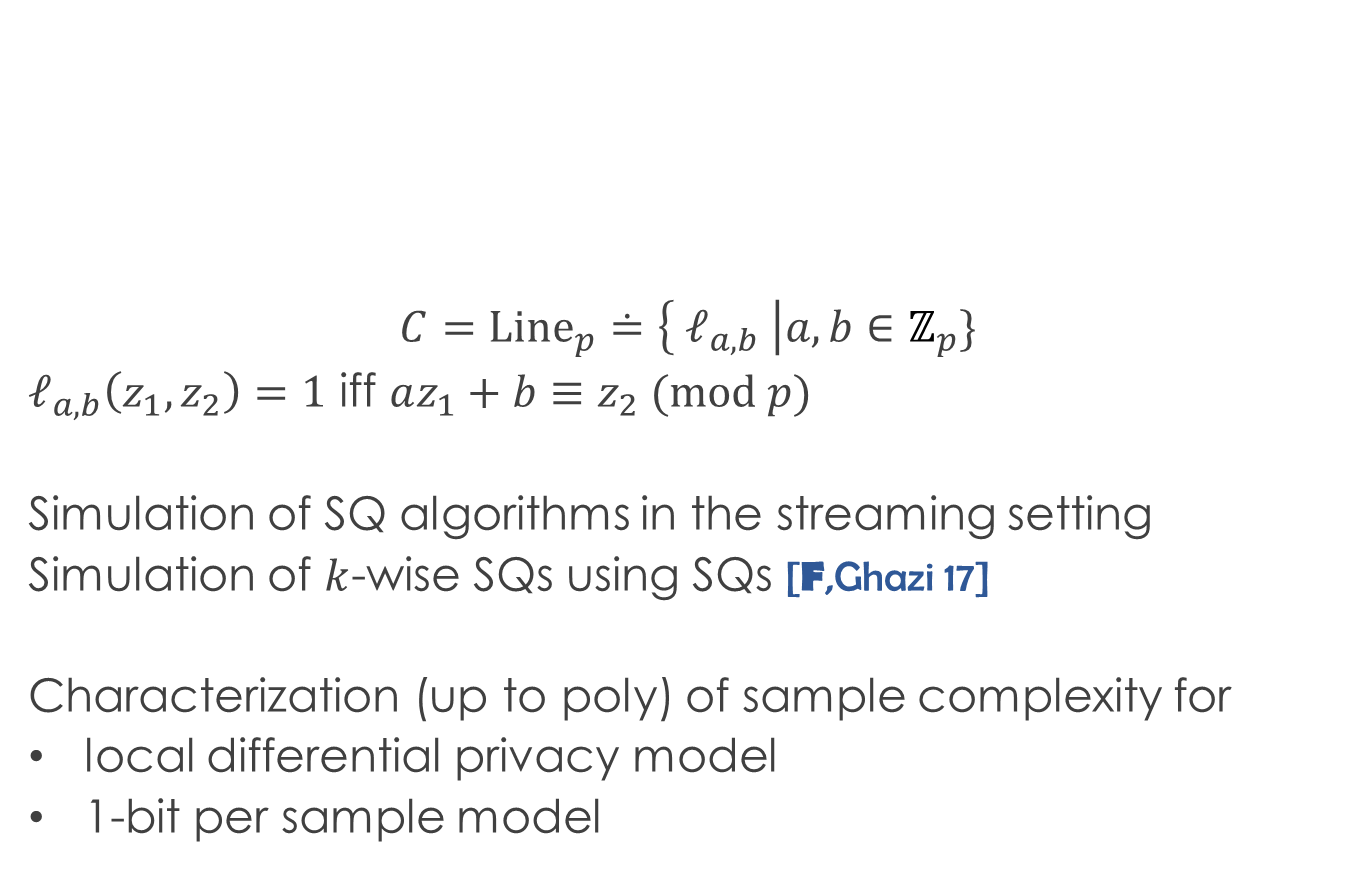 C = Line_p ≐ { ℓ_{a,b} | a, b ∈ ℤ_p}
ℓ_{a,b}(z_1, z_2) = 1 iff az_1 + b ≡ z_2 (mod p)
Simulation of SQ algorithms in the streaming setting
Simulation of k-wise SQs using SQs [F,Ghazi 17]
Characterization (up to poly) of sample complexity for
• local differential privacy model
• 1-bit per sample model